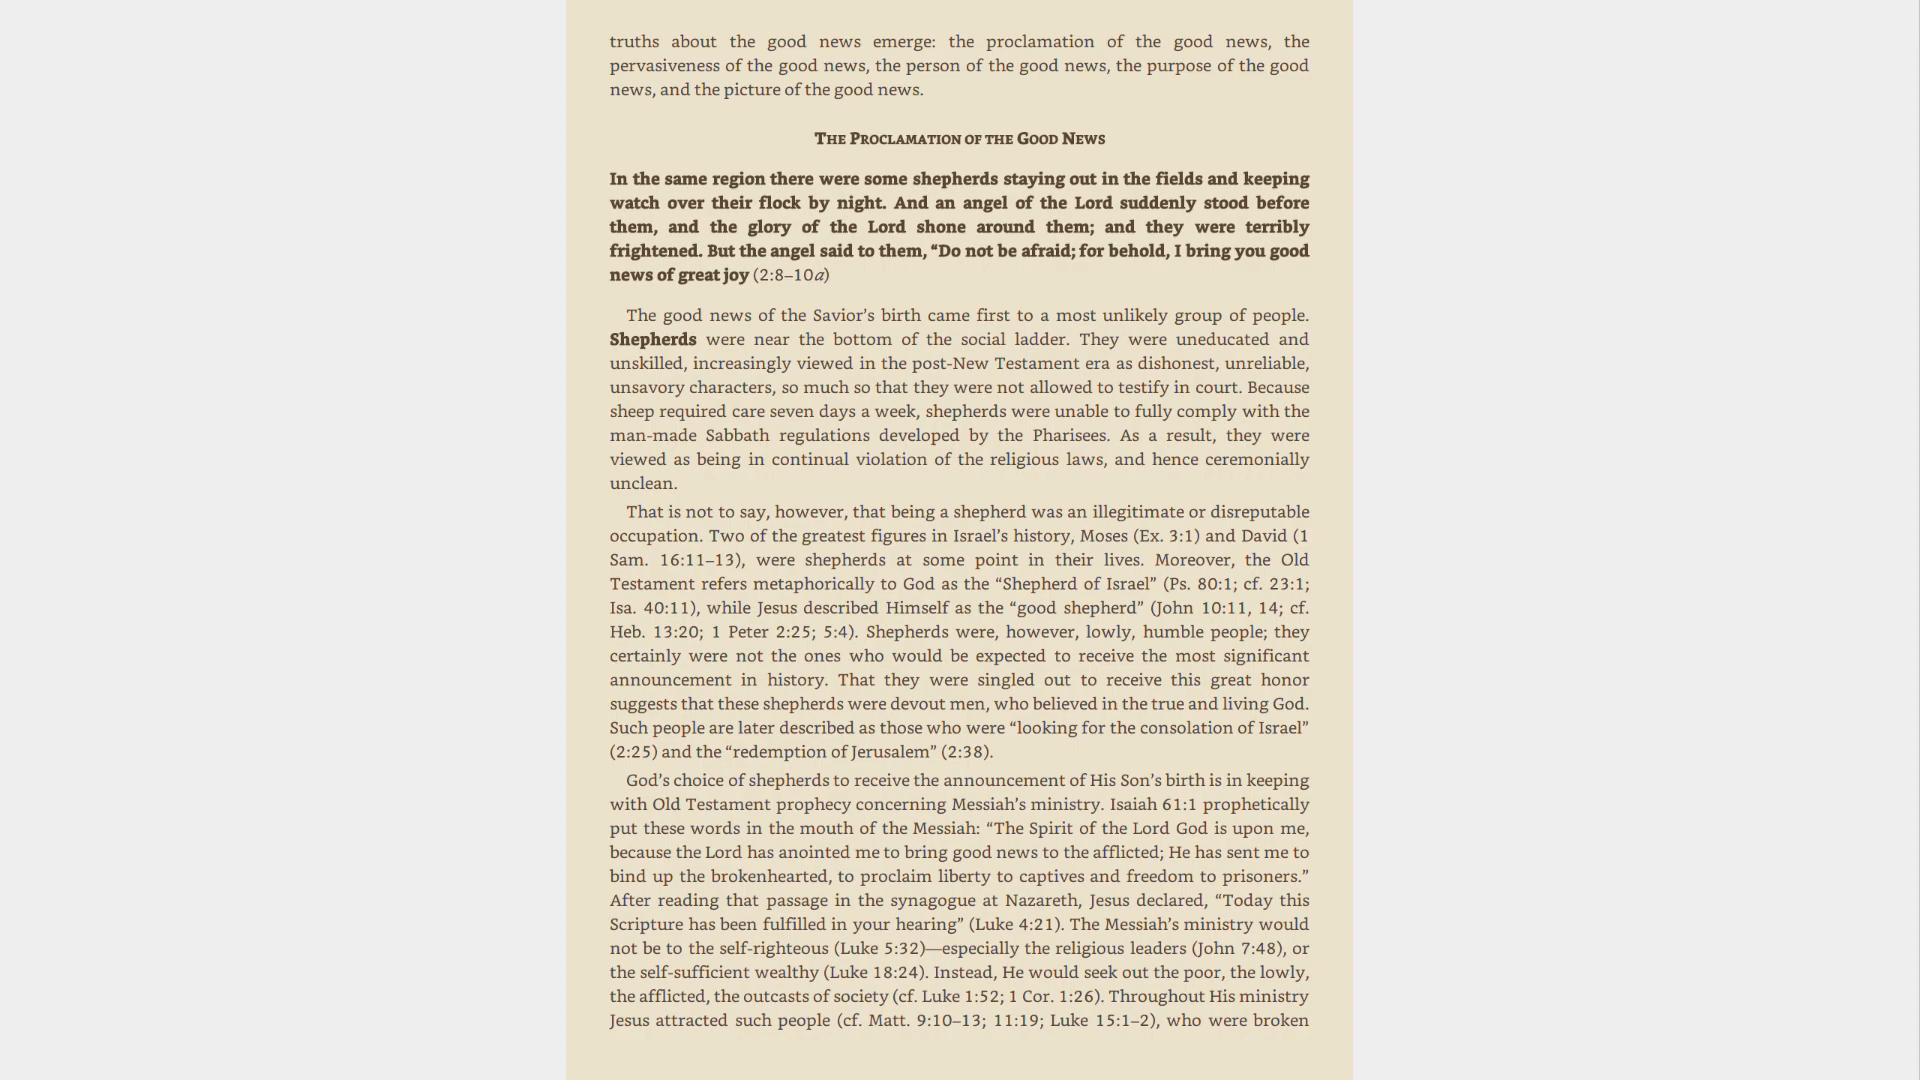 truths about the good news emerge: the proclamation of the good news, the
pervasiveness of the good news, the person of the good news, the purpose of the good
news, and the picture of the good news.
The Proclamation of the Good News
In the same region there were some shepherds staying out in the fields and keeping
watch over their flock by night. And an angel of the Lord suddenly stood before
them, and the glory of the Lord shone around them; and they were terribly
frightened. But the angel said to them, “Do not be afraid; for behold, I bring you good
news of great joy (2:8–10a)
The good news of the Savior’s birth came first to a most unlikely group of people.
Shepherds were near the bottom of the social ladder. They were uneducated and
unskilled, increasingly viewed in the post-New Testament era as dishonest, unreliable,
unsavory characters, so much so that they were not allowed to testify in court. Because
sheep required care seven days a week, shepherds were unable to fully comply with the
man-made Sabbath regulations developed by the Pharisees. As a result, they were
viewed as being in continual violation of the religious laws, and hence ceremonially
unclean.
That is not to say, however, that being a shepherd was an illegitimate or disreputable
occupation. Two of the greatest figures in Israel’s history, Moses (Ex. 3:1) and David (1
Sam. 16:11–13), were shepherds at some point in their lives. Moreover, the Old
Testament refers metaphorically to God as the “Shepherd of Israel” (Ps. 80:1; cf. 23:1;
Isa. 40:11), while Jesus described Himself as the “good shepherd” (John 10:11, 14; cf.
Heb. 13:20; 1 Peter 2:25; 5:4). Shepherds were, however, lowly, humble people; they
certainly were not the ones who would be expected to receive the most significant
announcement in history. That they were singled out to receive this great honor
suggests that these shepherds were devout men, who believed in the true and living God.
Such people are later described as those who were “looking for the consolation of Israel”
(2:25) and the “redemption of Jerusalem” (2:38).
God’s choice of shepherds to receive the announcement of His Son’s birth is in keeping
with Old Testament prophecy concerning Messiah’s ministry. Isaiah 61:1 prophetically
put these words in the mouth of the Messiah: “The Spirit of the Lord God is upon me,
because the Lord has anointed me to bring good news to the afflicted; He has sent me to
bind up the brokenhearted, to proclaim liberty to captives and freedom to prisoners.”
After reading that passage in the synagogue at Nazareth, Jesus declared, “Today this
Scripture has been fulfilled in your hearing” (Luke 4:21). The Messiah’s ministry would
not be to the self-righteous (Luke 5:32)—especially the religious leaders (John 7:48), or
the self-sufficient wealthy (Luke 18:24). Instead, He would seek out the poor, the lowly,
the afflicted, the outcasts of society (cf. Luke 1:52; 1 Cor. 1:26). Throughout His ministry
Jesus attracted such people (cf. Matt. 9:10–13; 11:19; Luke 15:1–2), who were broken